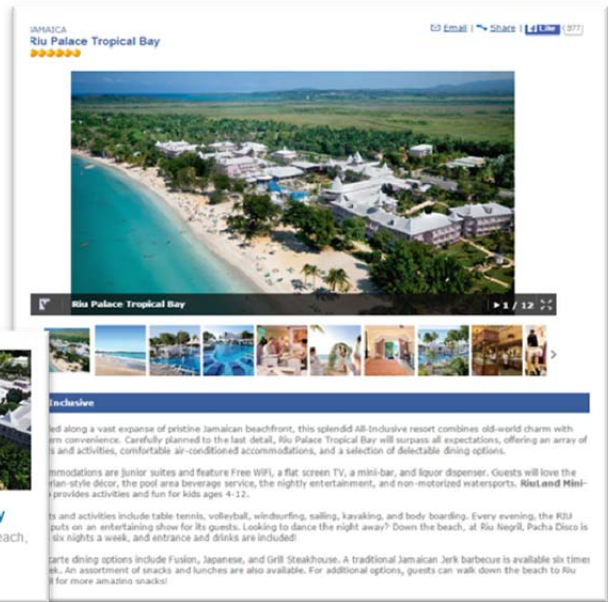 JAMAICA
Riu Palace Tropical Bay
Email | Share | Like 377
Riu Palace Tropical Bay
1 / 12
Inclusive
ed along a vast expanse of pristine Jamaican beachfront, this splendid All-Inclusive resort combines old-world charm with
ern convenience. Carefully planned to the last detail, Riu Palace Tropical Bay will surpass all expectations, offering an array of
s and activities, comfortable air-conditioned accommodations, and a selection of delectable dining options.
mmodations are junior suites and feature Free WiFi, a flat screen TV, a mini-bar, and liquor dispenser. Guests will love the
rian-style décor, the pool area beverage service, the nightly entertainment, and non-motorized watersports. RiuLand Mini-
provides activities and fun for kids ages 4-12.
ts and activities include table tennis, volleyball, windsurfing, sailing, kayaking, and body boarding. Every evening, the RIU
puts on an entertaining show for its guests. Looking to dance the night away? Down the beach, at Riu Negril, Pacha Disco is
six nights a week, and entrance and drinks are included!
carte dining options include Fusion, Japanese, and Grill Steakhouse. A traditional Jamaican Jerk barbecue is available six times
ek. An assortment of snacks and lunches are also available. For additional options, guests can walk down the beach to Riu
il for more amazing snacks!
y
each,